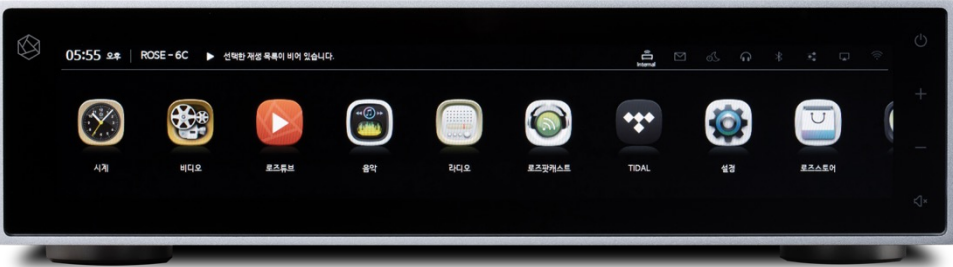 05:55 오후 ROSE - 6C 선택한 재생 목록이 비어 있습니다.
Internal
시계 비디오 로즈튜브 음악 라디오 로즈팟캐스트 TIDAL 설정 로즈스토어